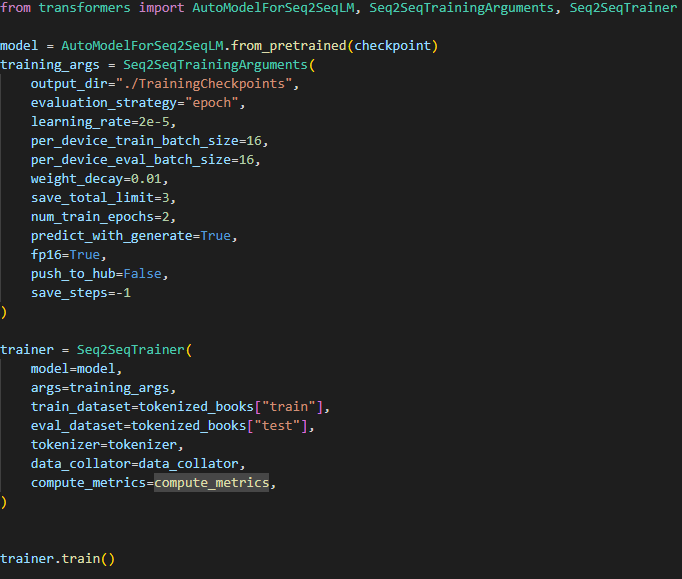 from transformers import AutoModelForSeq2SeqLM, Seq2SeqTrainingArguments, Seq2SeqTrainer
model = AutoModelForSeq2SeqLM.from_pretrained(checkpoint)
training_args = Seq2SeqTrainingArguments(
    output_dir="./TrainingCheckpoints",
    evaluation_strategy="epoch",
    learning_rate=2e-5,
    per_device_train_batch_size=16,
    per_device_eval_batch_size=16,
    weight_decay=0.01,
    save_total_limit=3,
    num_train_epochs=2,
    predict_with_generate=True,
    fp16=True,
    push_to_hub=False,
    save_steps=-1
)
trainer = Seq2SeqTrainer(
    model=model,
    args=training_args,
    train_dataset=tokenized_books["train"],
    eval_dataset=tokenized_books["test"],
    tokenizer=tokenizer,
    data_collator=data_collator,
    compute_metrics=compute_metrics,
)
trainer.train()